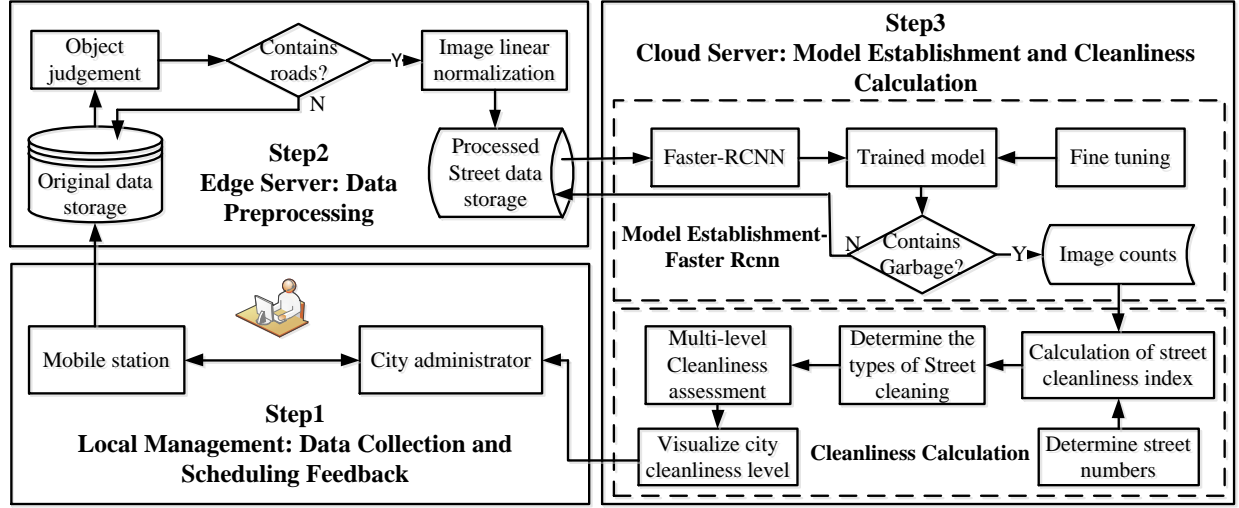 Object
judgement
Contains
roads?
Y
N
Image linear
normalization
Original data
storage
Step2
Edge Server: Data
Preprocessing
Processed
Street data
storage
Mobile station
City administrator
Step1
Local Management: Data Collection and
Scheduling Feedback
Step3
Cloud Server: Model Establishment and Cleanliness
Calculation
Faster-RCNN
Trained model
Fine tuning
Model Establishment-
Faster Rcnn
N
Contains
Garbage?
Y
Image counts
Multi-level
Cleanliness
assessment
Determine the
types of Street
cleaning
Calculation of street
cleanliness index
Visualize city
cleanliness level
Cleanliness Calculation
Determine street
numbers